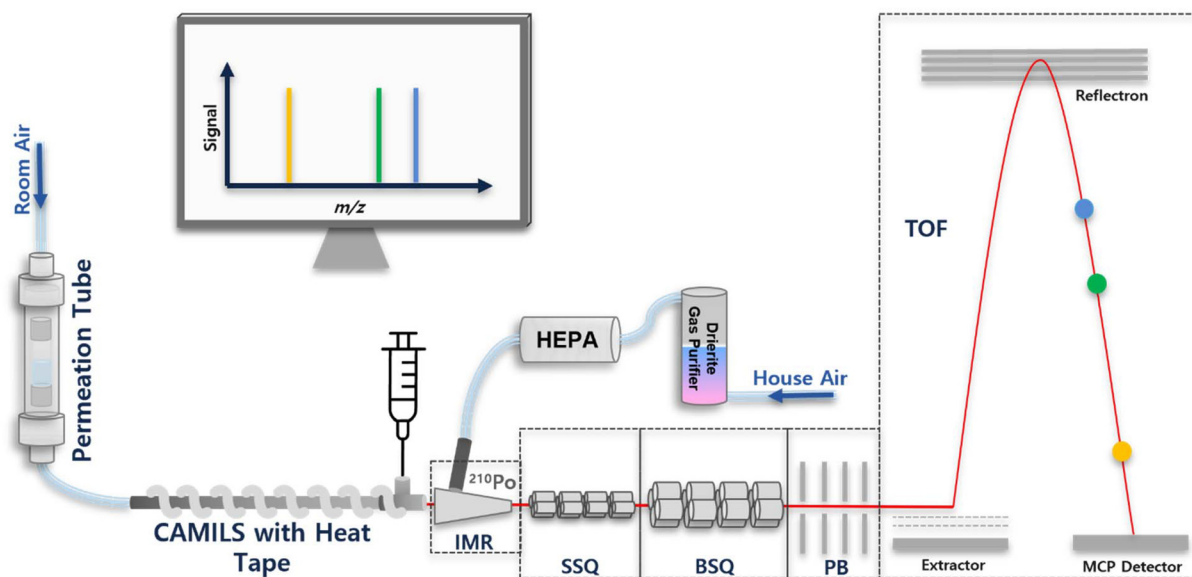 Room Air
Permeation Tube
Signal
m/z
CAMILS with Heat
Tape
HEPA
Drierite
Gas Purifier
House Air
²¹⁰Po
IMR
SSQ
BSQ
PB
TOF
Reflectron
Extractor
MCP Detector